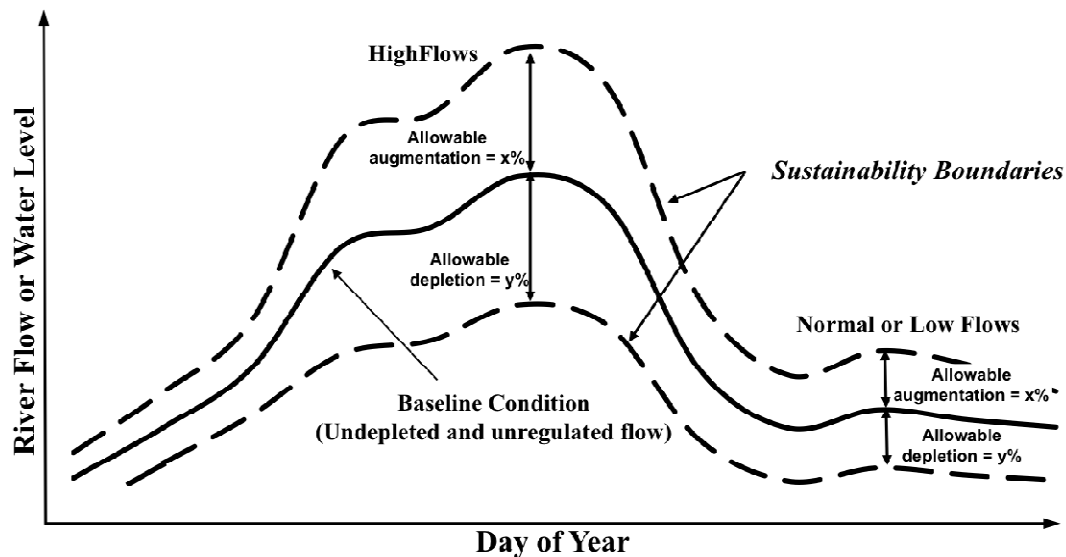 HighFlows
Allowable
augmentation = x%
Sustainability Boundaries
Allowable
depletion = y%
Normal or Low Flows
Allowable
augmentation = x%
Baseline Condition
(Undepleted and unregulated flow)
Allowable
depletion = y%
River Flow or Water Level
Day of Year